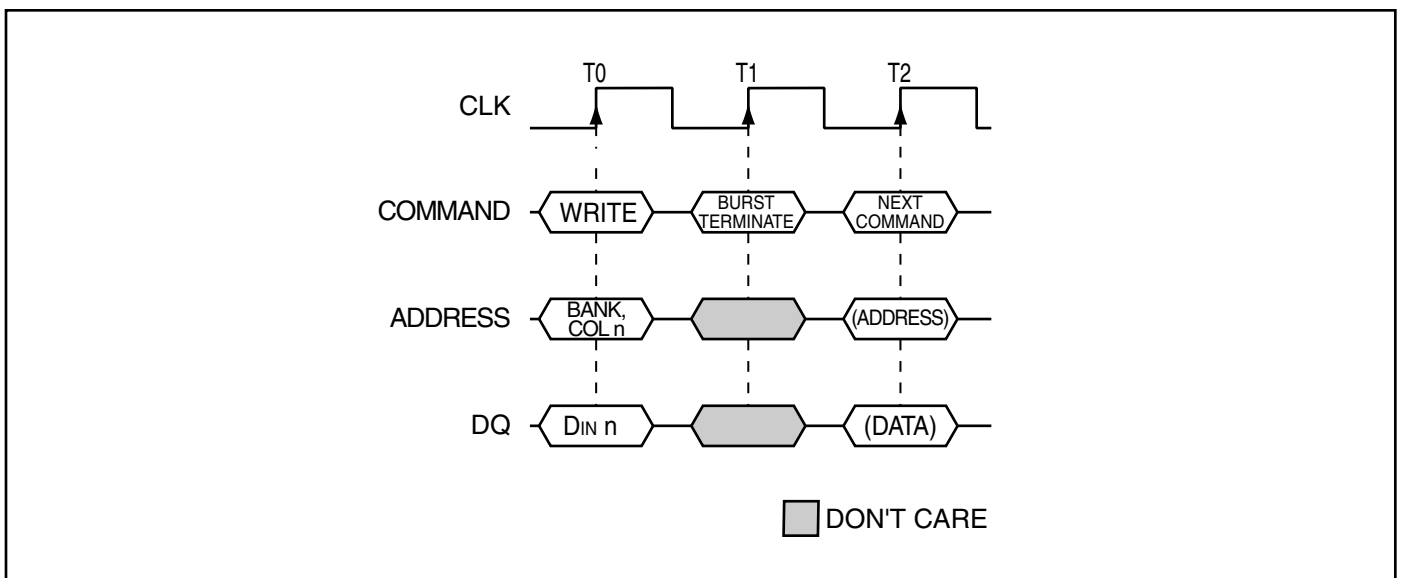 T0 T1 T2
CLK
COMMAND WRITE BURST TERMINATE NEXT COMMAND
ADDRESS BANK, COL n (ADDRESS)
DQ DIN n (DATA)
DON'T CARE